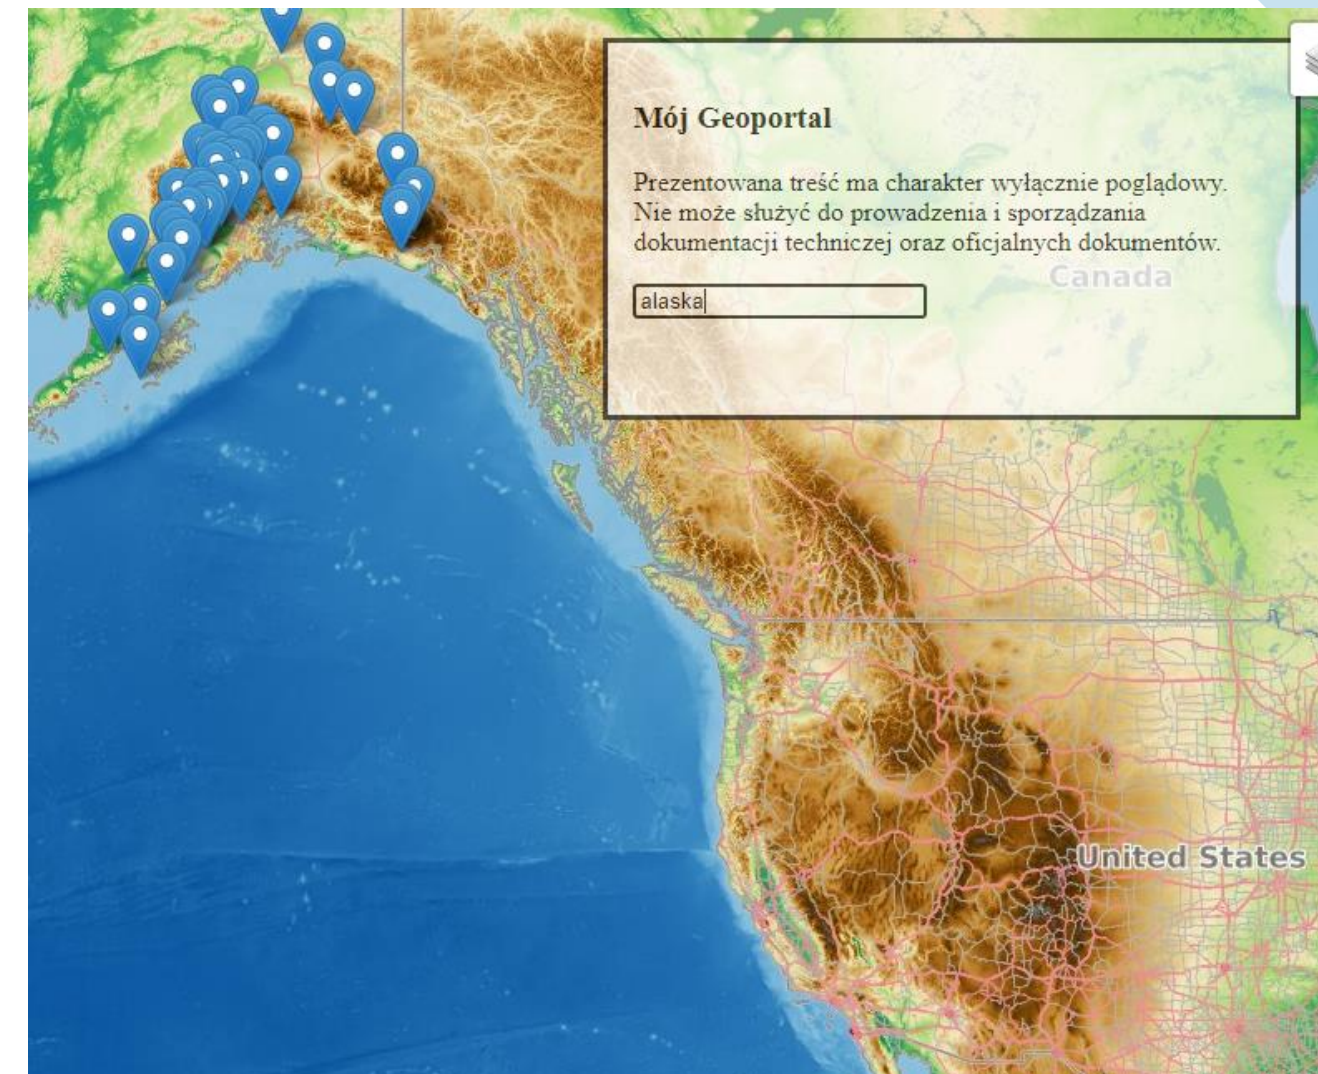 Mój Geoportal
Prezentowana treść ma charakter wyłącznie poglądowy.
Nie może służyć do prowadzenia i sporządzania
dokumentacji techniczej oraz oficjalnych dokumentów.
Canada
alaska
United States